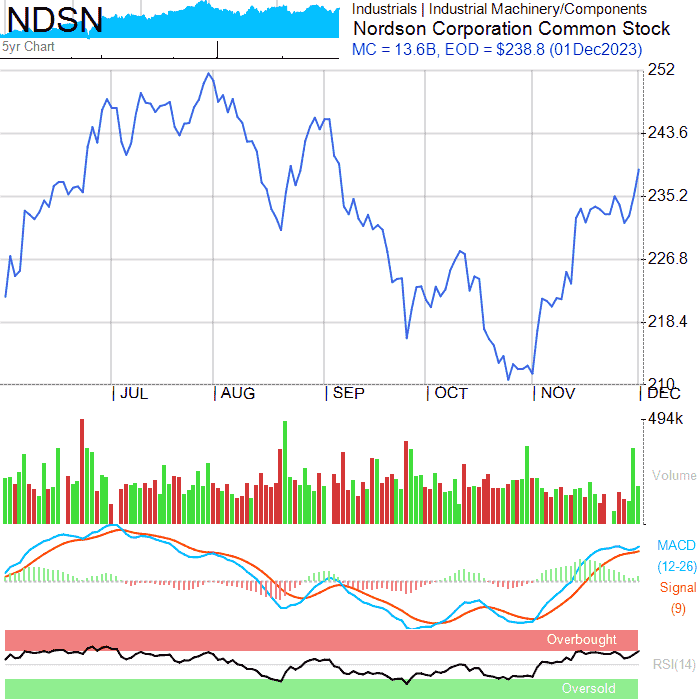 NDSN
5yr Chart
Industrials | Industrial Machinery/Components
Nordson Corporation Common Stock
MC = 13.6B, EOD = $238.8 (01Dec2023)
252
243.6
235.2
226.8
218.4
210
JUL AUG SEP OCT NOV DEC
494k
Volume
MACD
(12-26)
Signal
(9)
Overbought
RSI(14)
Oversold